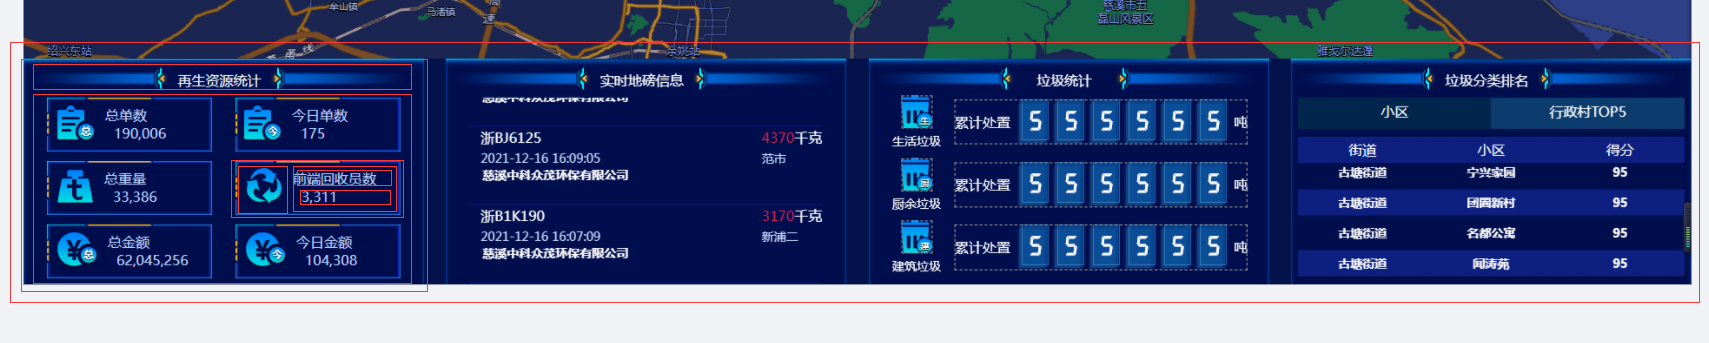 牟山镇
马渚镇
高速
慈溪市五磊山风景区
绍兴东站
甬线
余姚站
雅戈尔达蓬
再生资源统计
总单数
190,006
今日单数
175
总重量
33,386
前端回收员数
3,311
总金额
62,045,256
今日金额
104,308
实时地磅信息
慈溪中科众茂环保有限公司
浙BJ6125
4370千克
2021-12-16 16:09:05
范市
慈溪中科众茂环保有限公司
浙B1K190
3170千克
2021-12-16 16:07:09
新浦二
慈溪中科众茂环保有限公司
垃圾统计
生活垃圾
累计处置 5 5 5 5 5 5 吨
厨余垃圾
累计处置 5 5 5 5 5 5 吨
建筑垃圾
累计处置 5 5 5 5 5 5 吨
垃圾分类排名
小区
行政村TOP5
街道 小区 得分
古塘街道 宁兴家园 95
古塘街道 团圈新村 95
古塘街道 名都公寓 95
古塘街道 闻涛苑 95